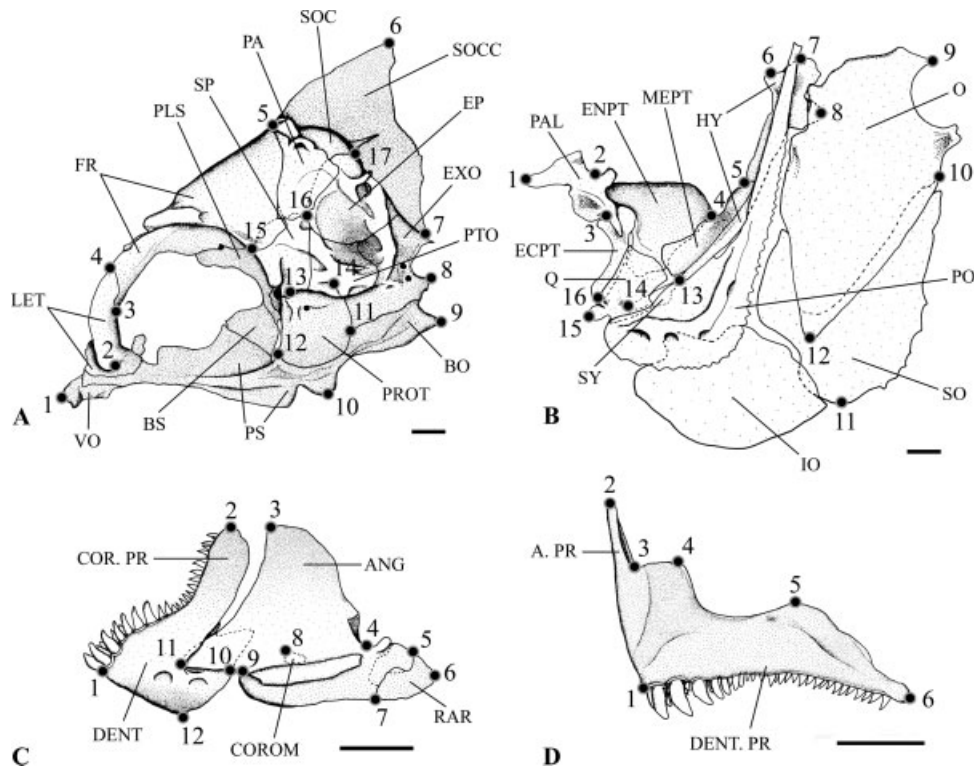 SOC
6
PA
SOCC
SP
EP
PLS
5
17
FR
EXO
16
15
7
PTO
4
13
14
8
LET
3
11
9
2
12
BO
1
10
PROT
A
VO
BS
PS
7
6
9
MEPT
HY
O
ENPT
8
PAL
2
1
5
10
4
3
ECPT
Q
14
13
PO
16
15
12
SY
SO
11
B
IO
2
3
COR. PR
ANG
11
8
4
5
10
9
6
1
RAR
7
DENT
12
COROM
C
2
A. PR
3
4
5
1
6
DENT. PR
D